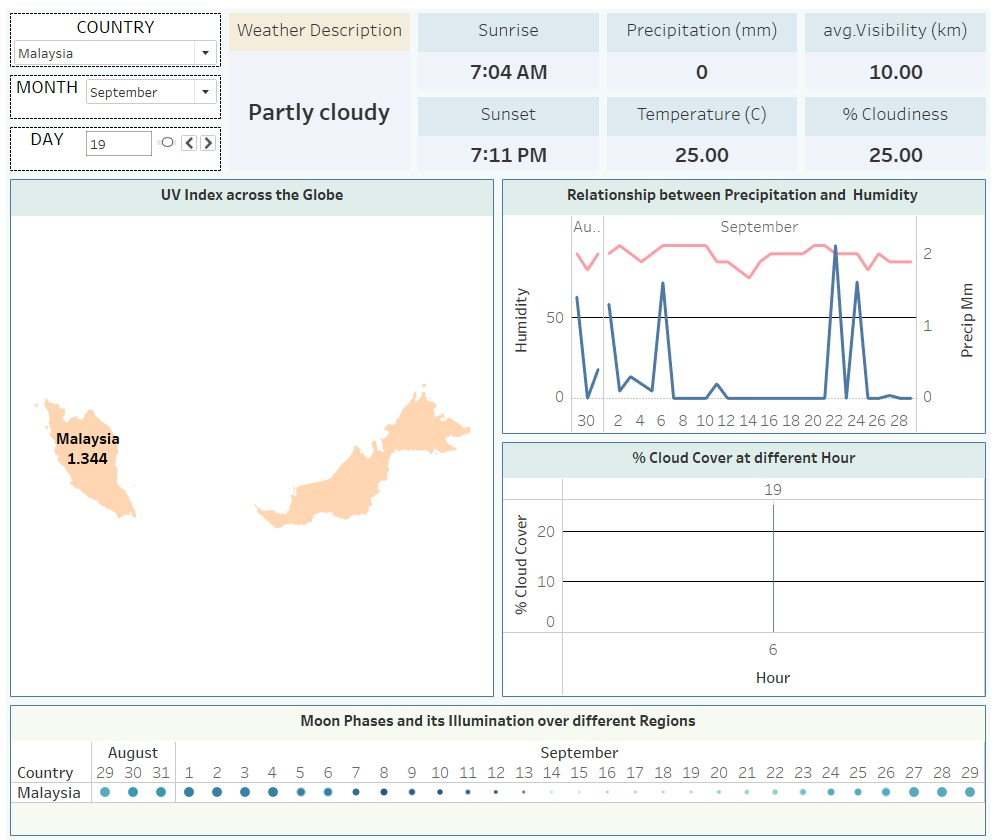 COUNTRY
Malaysia
MONTH
September
DAY
19
Weather Description
Partly cloudy
Sunrise
7:04 AM
Sunset
7:11 PM
Precipitation (mm)
0
Temperature (C)
25.00
avg.Visibility (km)
10.00
% Cloudiness
25.00
UV Index across the Globe
Malaysia
1.344
Relationship between Precipitation and Humidity
Au.. September
Humidity
50
0
2
1
0
Precip Mm
30 2 4 6 8 10 12 14 16 18 20 22 24 26 28
% Cloud Cover at different Hour
19
% Cloud Cover
20
10
0
6
Hour
Moon Phases and its Illumination over different Regions
August September
Country 29 30 31 1 2 3 4 5 6 7 8 9 10 11 12 13 14 15 16 17 18 19 20 21 22 23 24 25 26 27 28 29
Malaysia